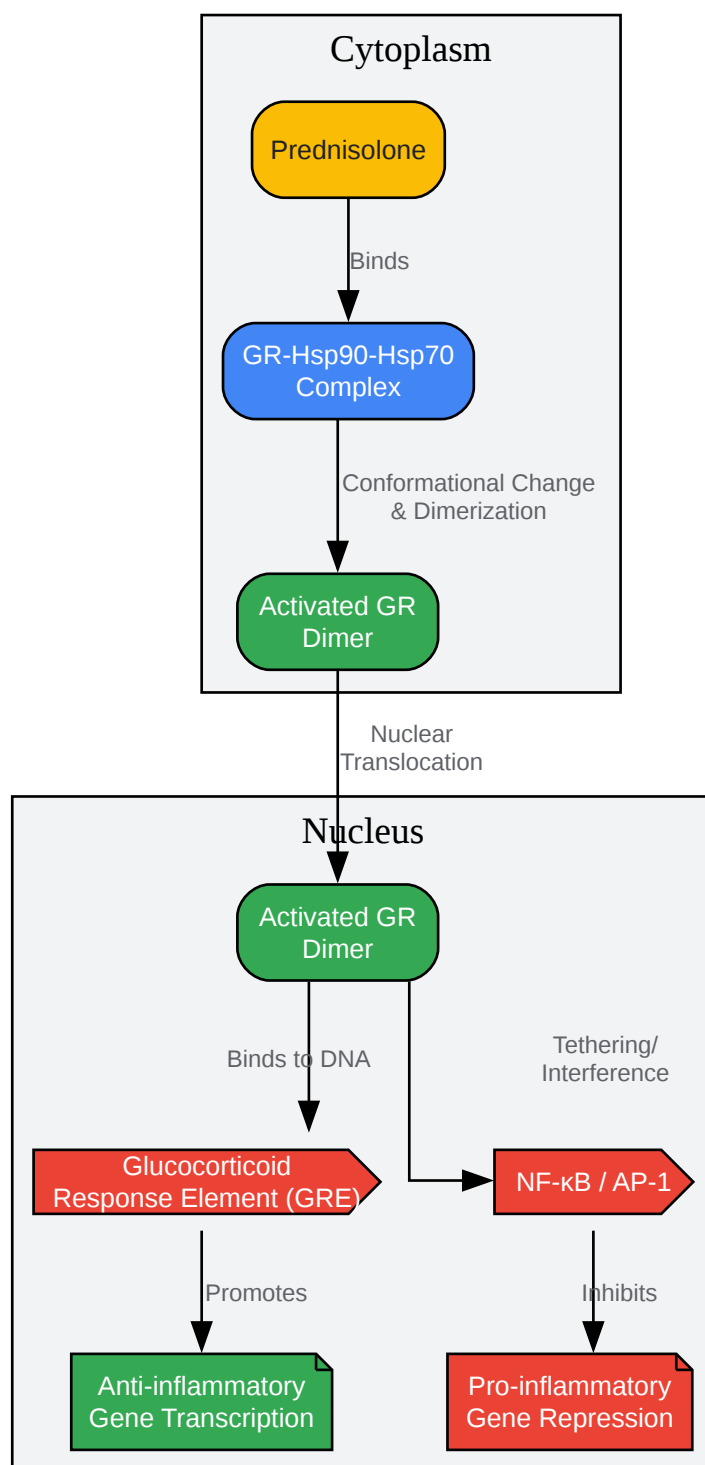 Cytoplasm
Prednisolone
Binds
GR-Hsp90-Hsp70
Complex
Conformational Change
& Dimerization
Activated GR
Dimer
Nuclear
Translocation
Nucleus
Activated GR
Dimer
Binds to DNA
Tethering/
Interference
Glucocorticoid
Response Element (GRE)
NF-κB / AP-1
Promotes
Inhibits
Anti-inflammatory
Gene Transcription
Pro-inflammatory
Gene Repression